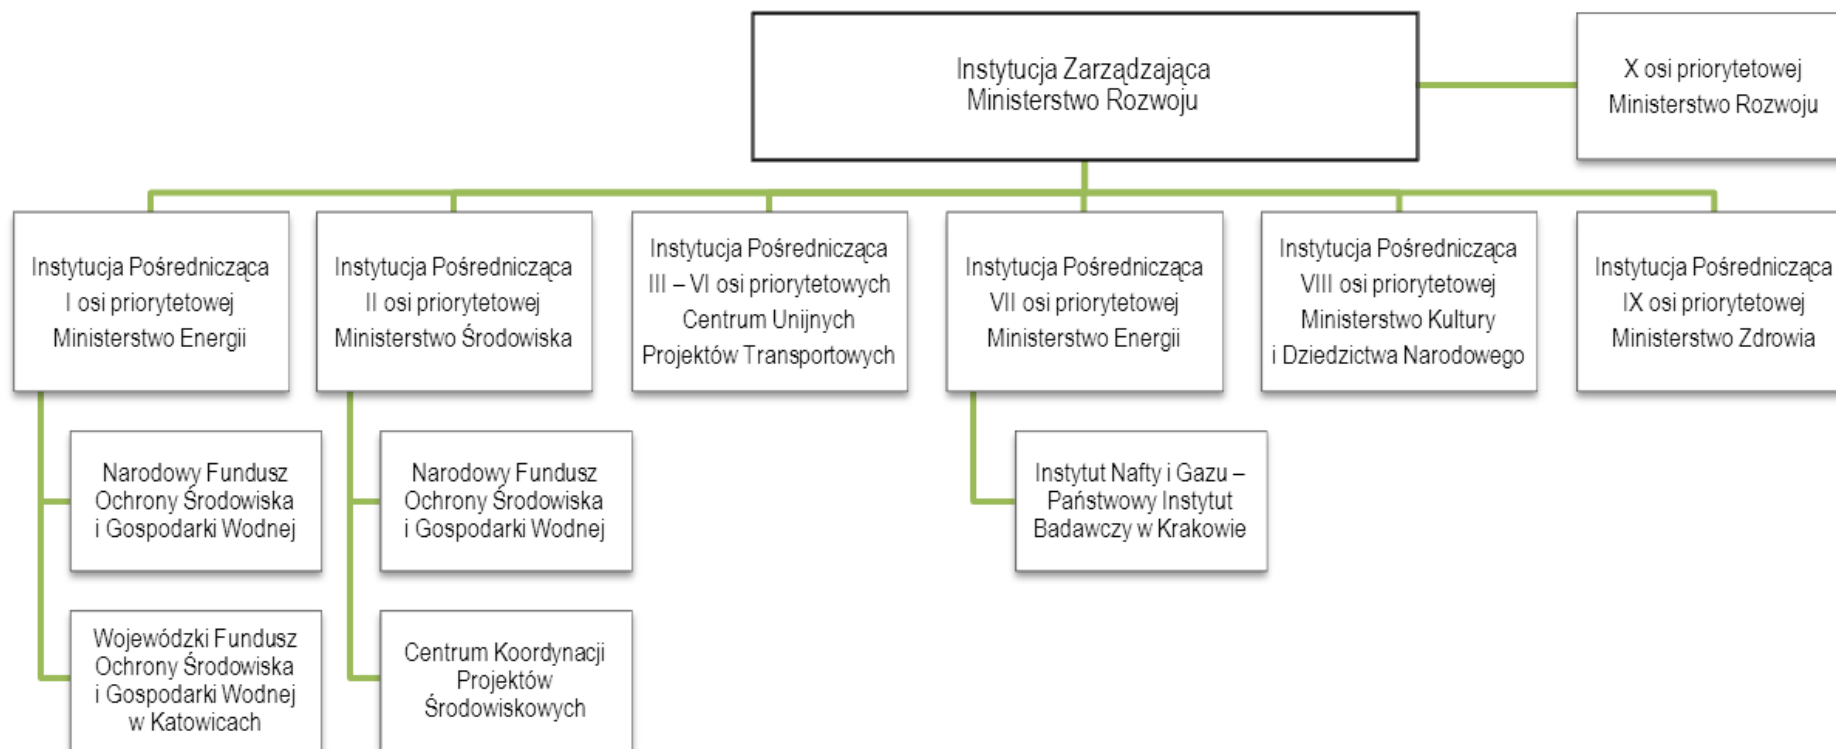 Instytucja Zarządzająca
Ministerstwo Rozwoju
X osi priorytetowej
Ministerstwo Rozwoju
Instytucja Pośrednicząca
I osi priorytetowej
Ministerstwo Energii
Instytucja Pośrednicząca
II osi priorytetowej
Ministerstwo Środowiska
Instytucja Pośrednicząca
III – VI osi priorytetowych
Centrum Unijnych
Projektów Transportowych
Instytucja Pośrednicząca
VII osi priorytetowej
Ministerstwo Energii
Instytucja Pośrednicząca
VIII osi priorytetowej
Ministerstwo Kultury
i Dziedzictwa Narodowego
Instytucja Pośrednicząca
IX osi priorytetowej
Ministerstwo Zdrowia
Narodowy Fundusz
Ochrony Środowiska
i Gospodarki Wodnej
Narodowy Fundusz
Ochrony Środowiska
i Gospodarki Wodnej
Instytut Nafty i Gazu –
Państwowy Instytut
Badawczy w Krakowie
Wojewódzki Fundusz
Ochrony Środowiska
i Gospodarki Wodnej
w Katowicach
Centrum Koordynacji
Projektów
Środowiskowych